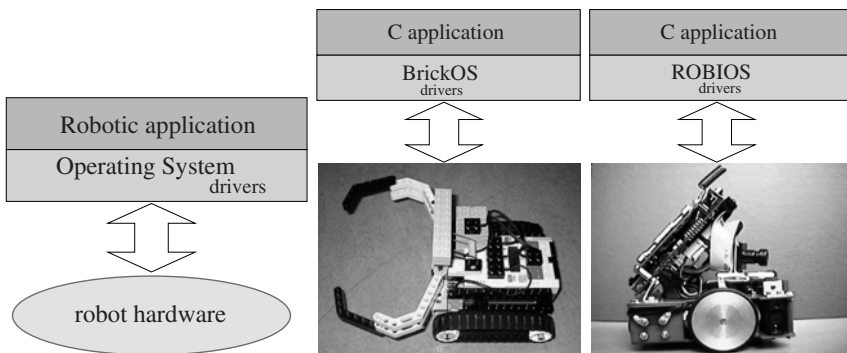 Robotic application
Operating System
drivers
robot hardware
C application
BrickOS
drivers
C application
ROBIOS
drivers